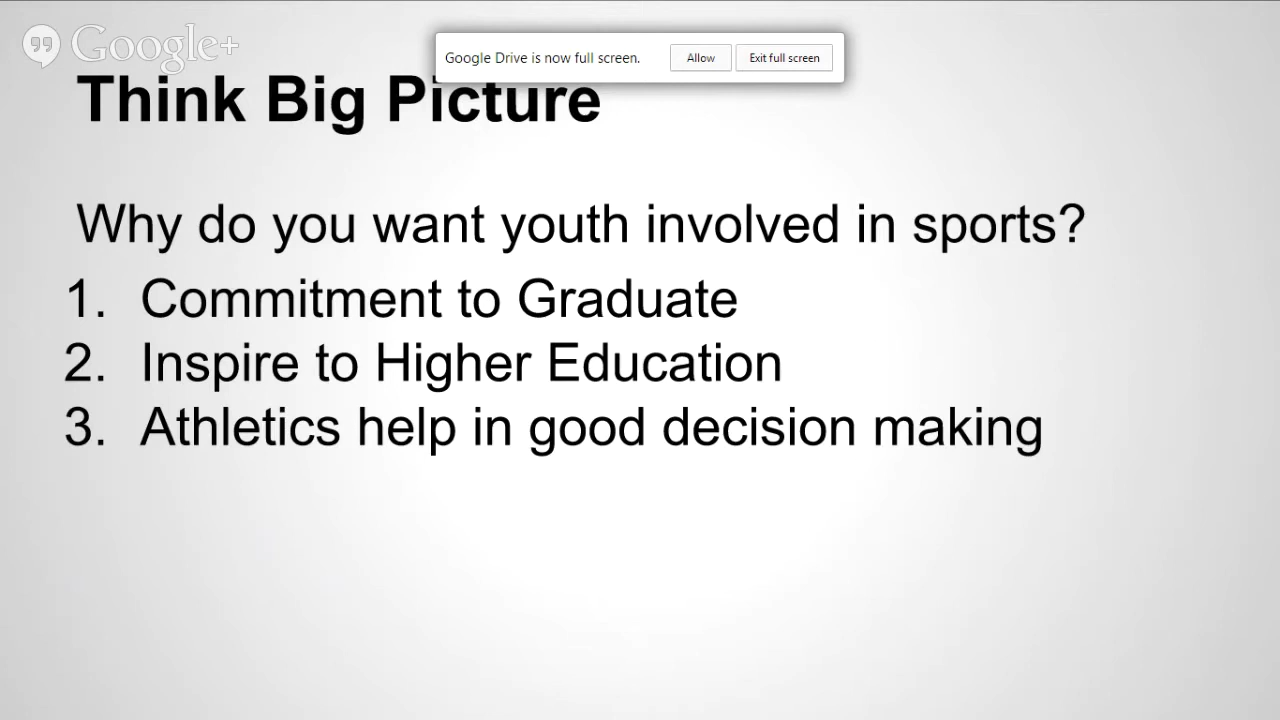 Google+
Google Drive is now full screen. Allow Exit full screen
Think Big Picture
Why do you want youth involved in sports?
1. Commitment to Graduate
2. Inspire to Higher Education
3. Athletics help in good decision making